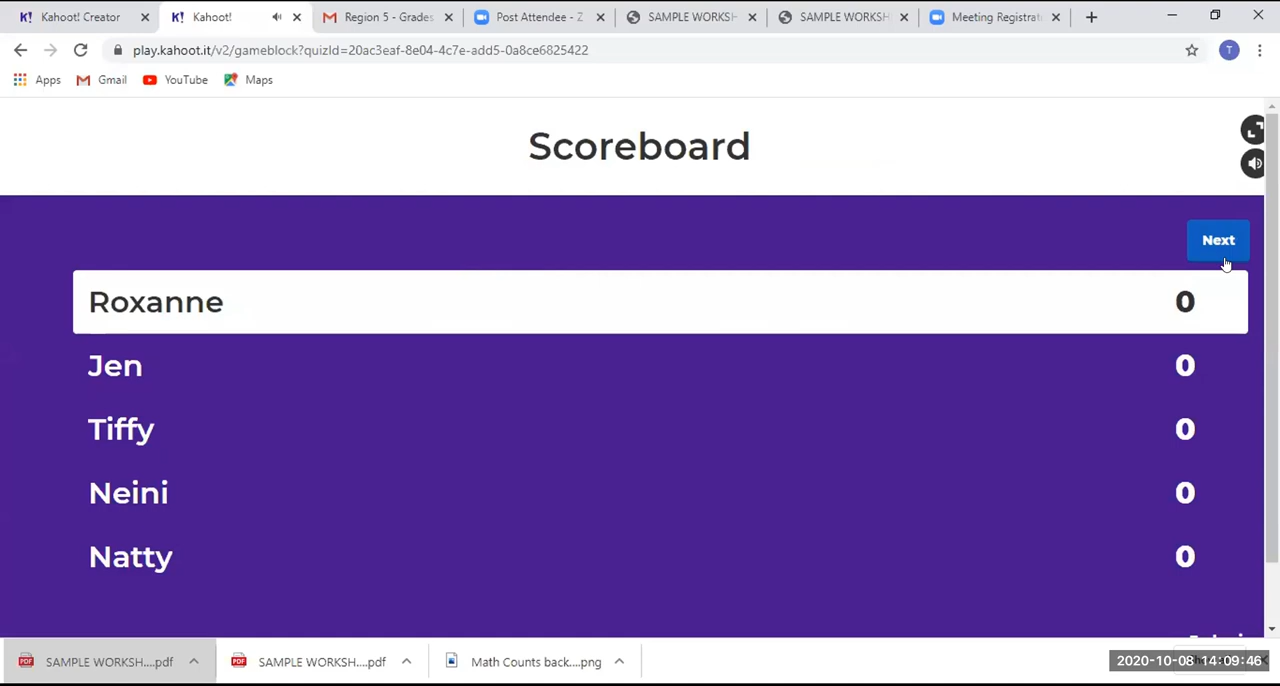 Kahoot! Creator
Kahoot!
Region 5 - Grades
Post Attendee - Z
SAMPLE WORKSH
SAMPLE WORKSH
Meeting Registrat
play.kahoot.it/v2/gameblock?quizId=20ac3eaf-8e04-4c7e-add5-0a8ce6825422
T
Apps
Gmail
YouTube
Maps
Scoreboard
Next
Roxanne 0
Jen 0
Tiffy 0
Neini 0
Natty 0
SAMPLE WORKSH....pdf
SAMPLE WORKSH....pdf
Math Counts back....png
2020-10-08 14:09:46